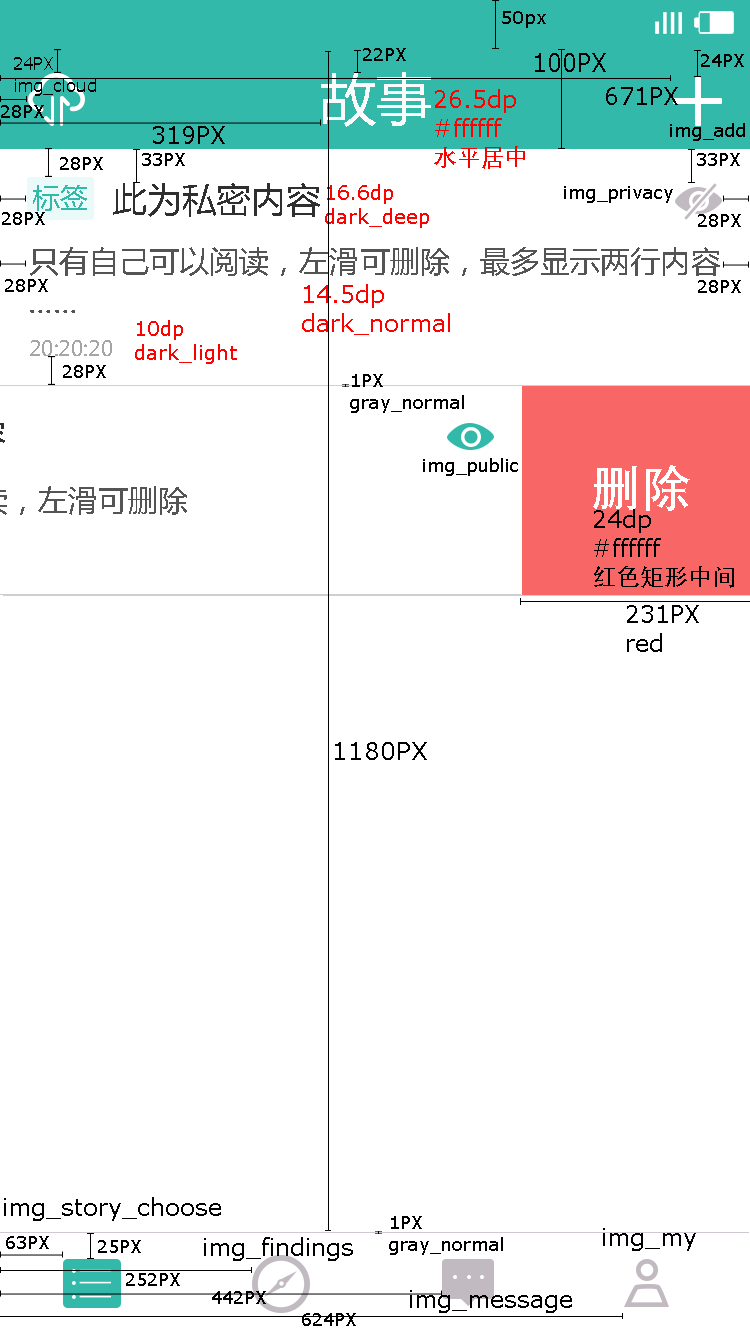 50px
24PX
22PX
100PX
24PX
img_cloud
28PX
故事
26.5dp
#ffffff
水平居中
671PX
img_add
319PX
28PX
33PX
33PX
标签
此为私密内容
16.6dp
dark_deep
img_privacy
28PX
28PX
只有自己可以阅读，左滑可删除，最多显示两行内容
......
28PX
28PX
14.5dp
dark_normal
20:20:20
10dp
dark_light
28PX
1PX
gray_normal
img_public
读，左滑可删除
删除
24dp
#ffffff
红色矩形中间
231PX
red
1180PX
img_story_choose
1PX
gray_normal
63PX
25PX
img_findings
img_my
252PX
442PX
img_message
624PX